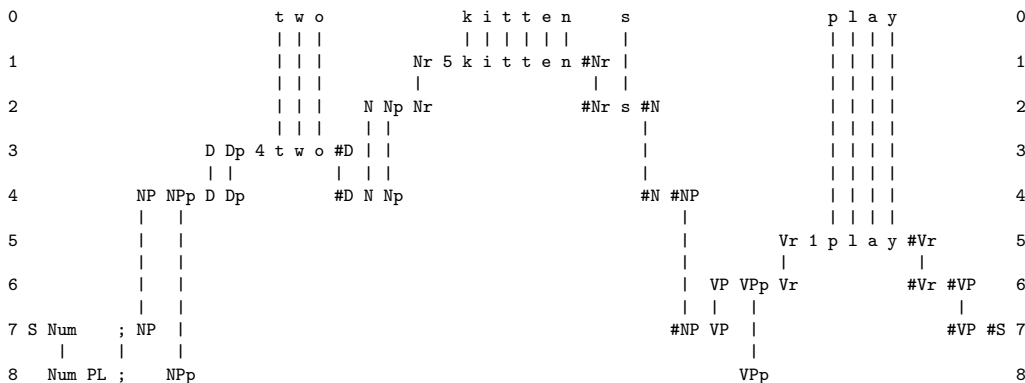 0 t w o k i t t e n s p l a y 0
| | | | | | | | | | | | | |
1 Nr 5 k i t t e n #Nr | | | | | 1
| | | | | | | | | |
2 | | | N Np Nr #Nr s #N | | | | 2
| | | | | | | | | |
3 D Dp 4 t w o #D | | | | | | | 3
| | | | | | | | | |
4 NP NPp D Dp #D N Np #N #NP | | | | 4
| | | | | | |
5 | | | Vr 1 p l a y #Vr 5
| | | | |
6 | | | VP VPp Vr #Vr #VP 6
| | | | | |
7 S Num ; NP | #NP VP | #VP #S 7
| | | |
8 Num PL ; NPp VPp 8